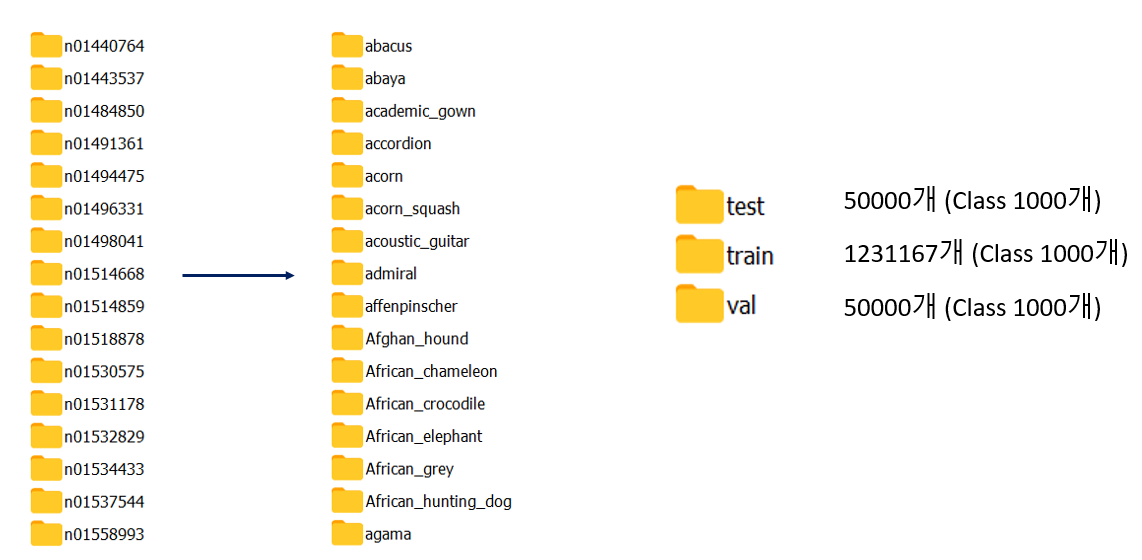 n01440764
n01443537
n01484850
n01491361
n01494475
n01496331
n01498041
n01514668
n01514859
n01518878
n01530575
n01531178
n01532829
n01534433
n01537544
n01558993
abacus
abaya
academic_gown
accordion
acorn
acorn_squash
acoustic_guitar
admiral
affenpinscher
Afghan_hound
African_chameleon
African_crocodile
African_elephant
African_grey
African_hunting_dog
agama
test 50000개 (Class 1000개)
train 1231167개 (Class 1000개)
val 50000개 (Class 1000개)